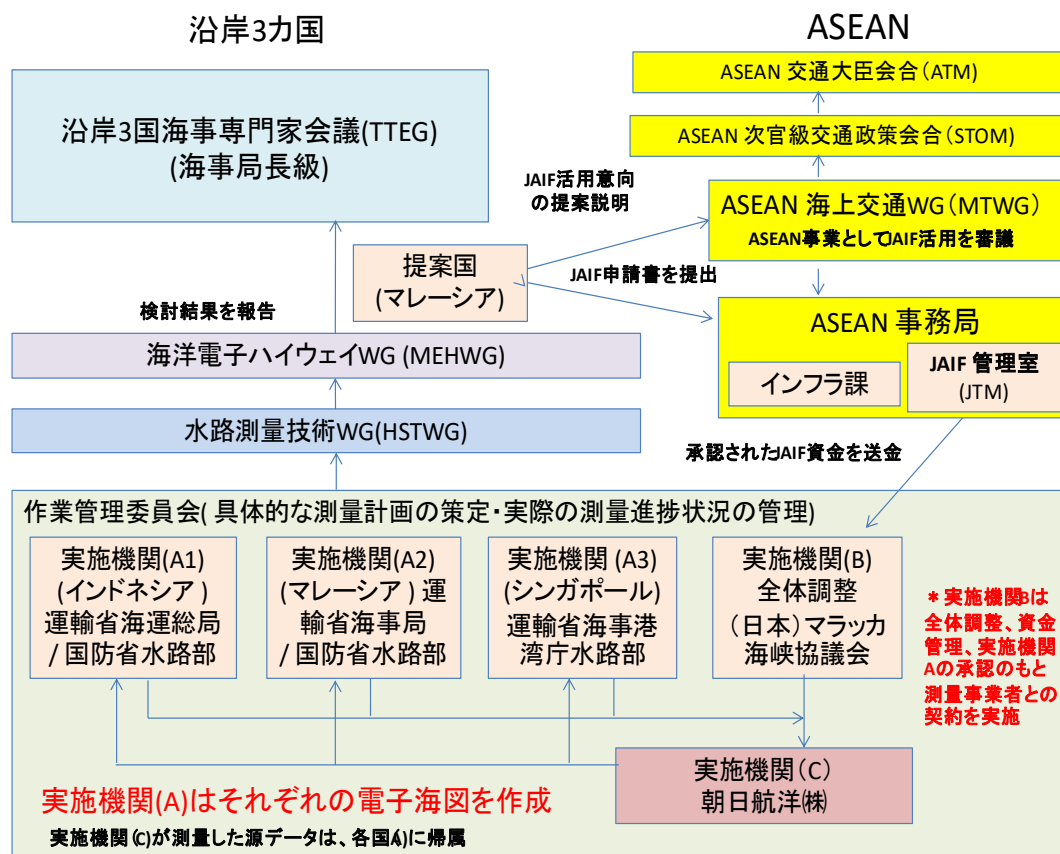 沿岸3カ国
ASEAN
沿岸3国海事専門家会議(TTEG)
(海事局長級)
ASEAN 交通大臣会合(ATM)
ASEAN 次官級交通政策会合(STOM)
JAIF活用意向
の提案説明
ASEAN 海上交通WG(MTWG)
ASEAN事業としてJAIF活用を審議
提案国
(マレーシア)
JAIF申請書を提出
検討結果を報告
ASEAN 事務局
インフラ課
JAIF 管理室
(JTM)
海洋電子ハイウェイWG (MEHWG)
水路測量技術WG(HSTWG)
承認されたJAIF資金を送金
作業管理委員会( 具体的な測量計画の策定・実際の測量進捗状況の管理)
実施機関(A1)
(インドネシア)
運輸省海運総局
/ 国防省水路部
実施機関(A2)
(マレーシア) 運
輸省海事局
/ 国防省水路部
実施機関 (A3)
(シンガポール)
運輸省海事港
湾庁水路部
実施機関(B)
全体調整
(日本)マラッカ
海峡協議会
＊実施機関Bは
全体調整、資金
管理、実施機関
Aの承認のもと
測量事業者との
契約を実施
実施機関(C)
朝日航洋㈱
実施機関(A)はそれぞれの電子海図を作成
実施機関(C)が測量した源データは、各国(A)に帰属